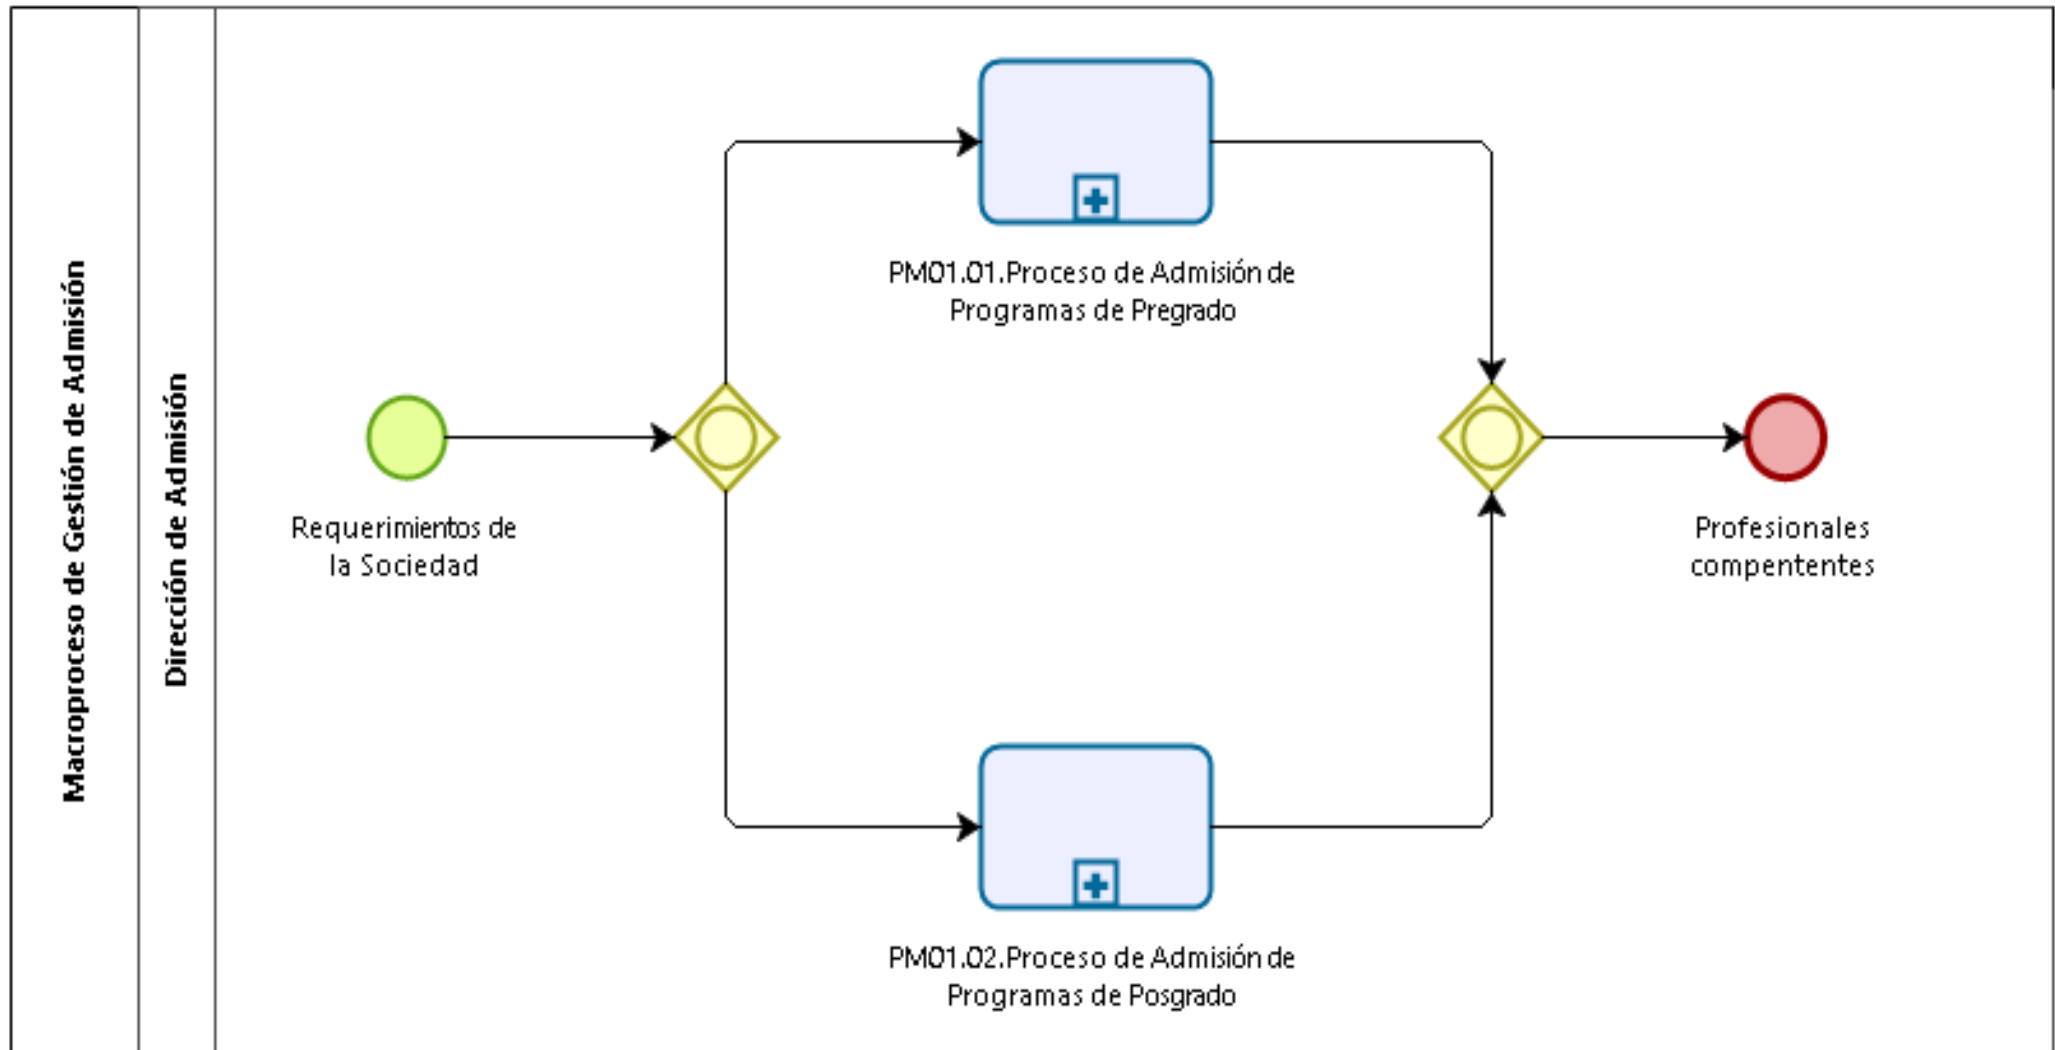 Macroproceso de Gestión de Admisión
Dirección de Admisión
PM01.01.Proceso de Admisión de
Programas de Pregrado
Requerimientos de
la Sociedad
Profesionales
compententes
PM01.02.Proceso de Admisión de
Programas de Posgrado